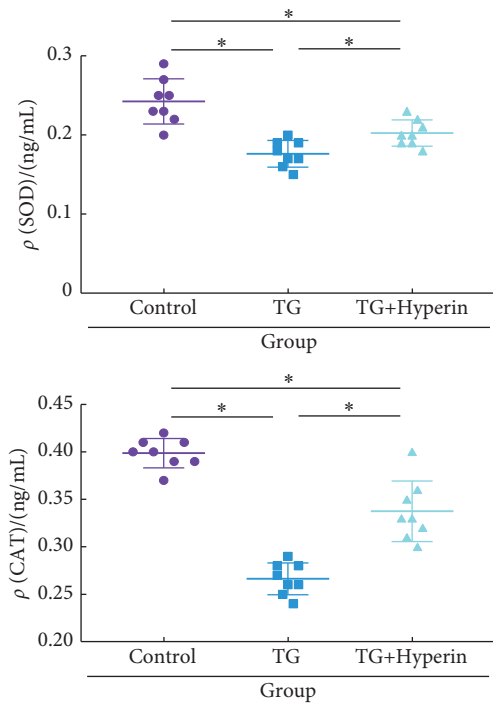 *
* *
0.3
0.2
0.1
0
ρ (SOD)/(ng/mL)
Control TG TG+Hyperin
Group
*
* *
0.45
0.40
0.35
0.30
0.25
0.20
ρ (CAT)/(ng/mL)
Control TG TG+Hyperin
Group